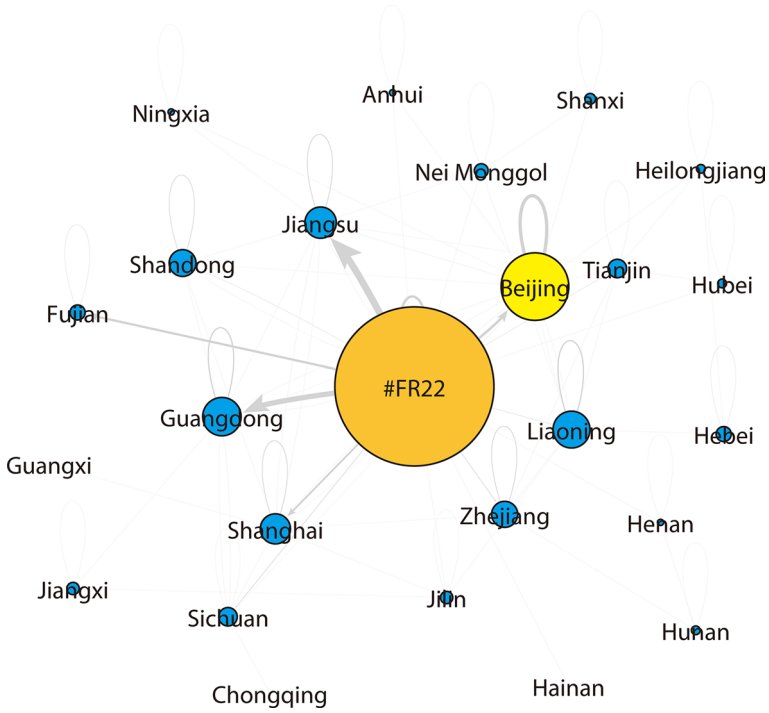 Anhui
Shanxi
Ningxia
Nei Monggol
Heilongjiang
Jiangsu
Shandong
Tianjin
Beijing
Hubei
Fujian
#FR22
Guangdong
Liaoning
Hebei
Guangxi
Zhejiang
Henan
Shanghai
Jiangxi
Jilin
Sichuan
Hunan
Hainan
Chongqing